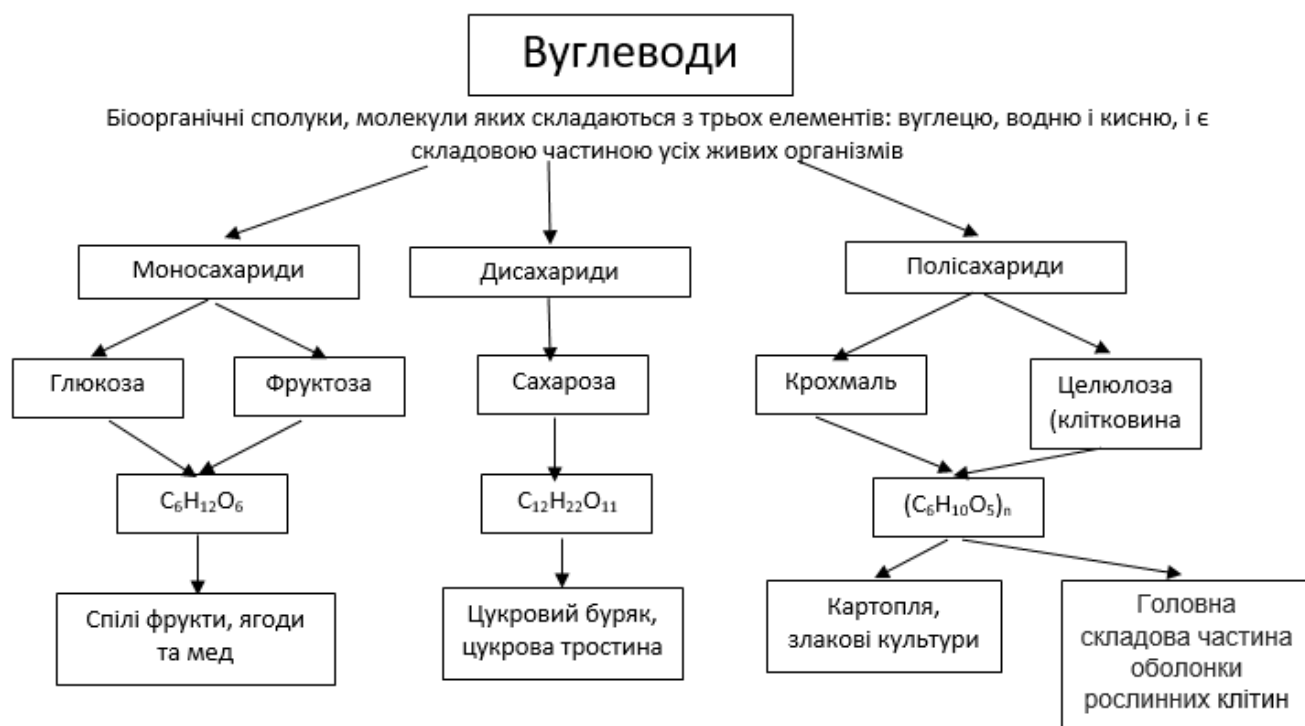 Вуглеводи
Біоорганічні сполуки, молекули яких складаються з трьох елементів: вуглецю, водню і кисню, і є
складовою частиною усіх живих організмів
Моносахариди
Дисахариди
Полісахариди
Глюкоза
Фруктоза
Сахароза
Крохмаль
Целюлоза
(клітковина
C₆H₁₂O₆
C₁₂H₂₂O₁₁
(C₆H₁₀O₅)ₙ
Спілі фрукти, ягоди
та мед
Цукровий буряк,
цукрова тростина
Картопля,
злакові культури
Головна
складова частина
оболонки
рослинних клітин